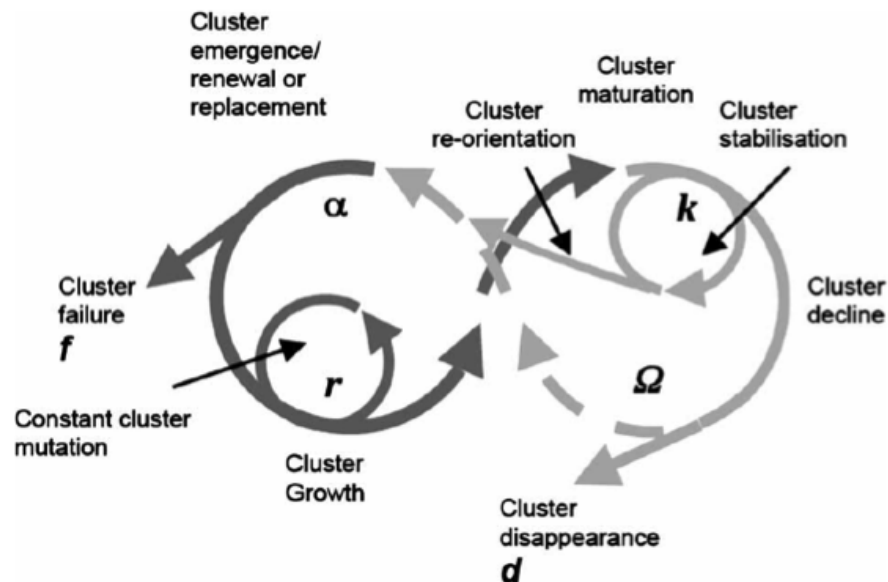 Cluster
emergence/
renewal or
replacement
Cluster
re-orientation
Cluster
maturation
Cluster
stabilisation
α
k
Cluster
failure
f
Cluster
decline
r
Ω
Constant cluster
mutation
Cluster
Growth
Cluster
disappearance
d